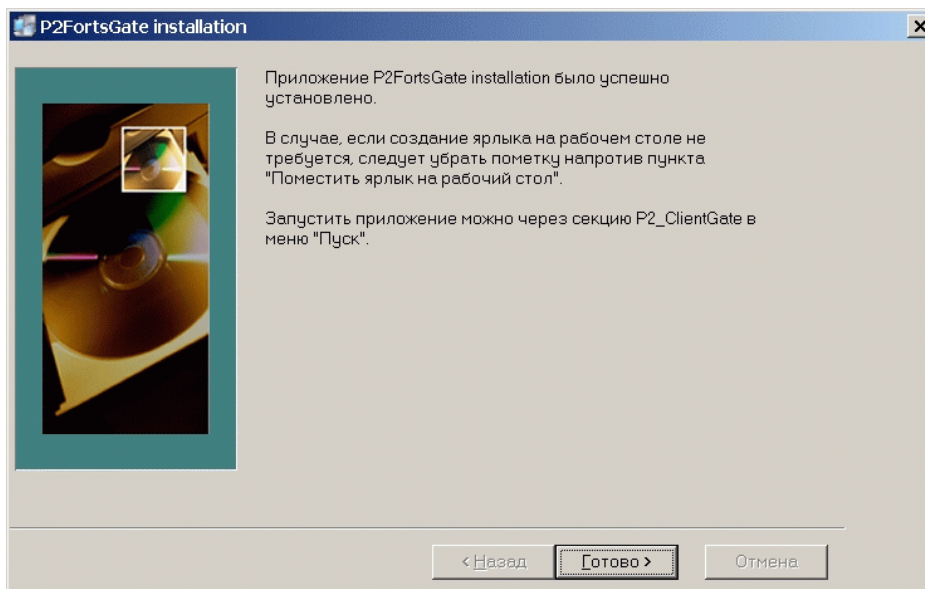 P2FortsGate installation
Приложение P2FortsGate installation было успешно
установлено.
В случае, если создание ярлыка на рабочем столе не
требуется, следует убрать пометку напротив пункта
"Поместить ярлык на рабочий стол".
Запустить приложение можно через секцию P2_ClientGate в
меню "Пуск".
< Назад
Готово >
Отмена